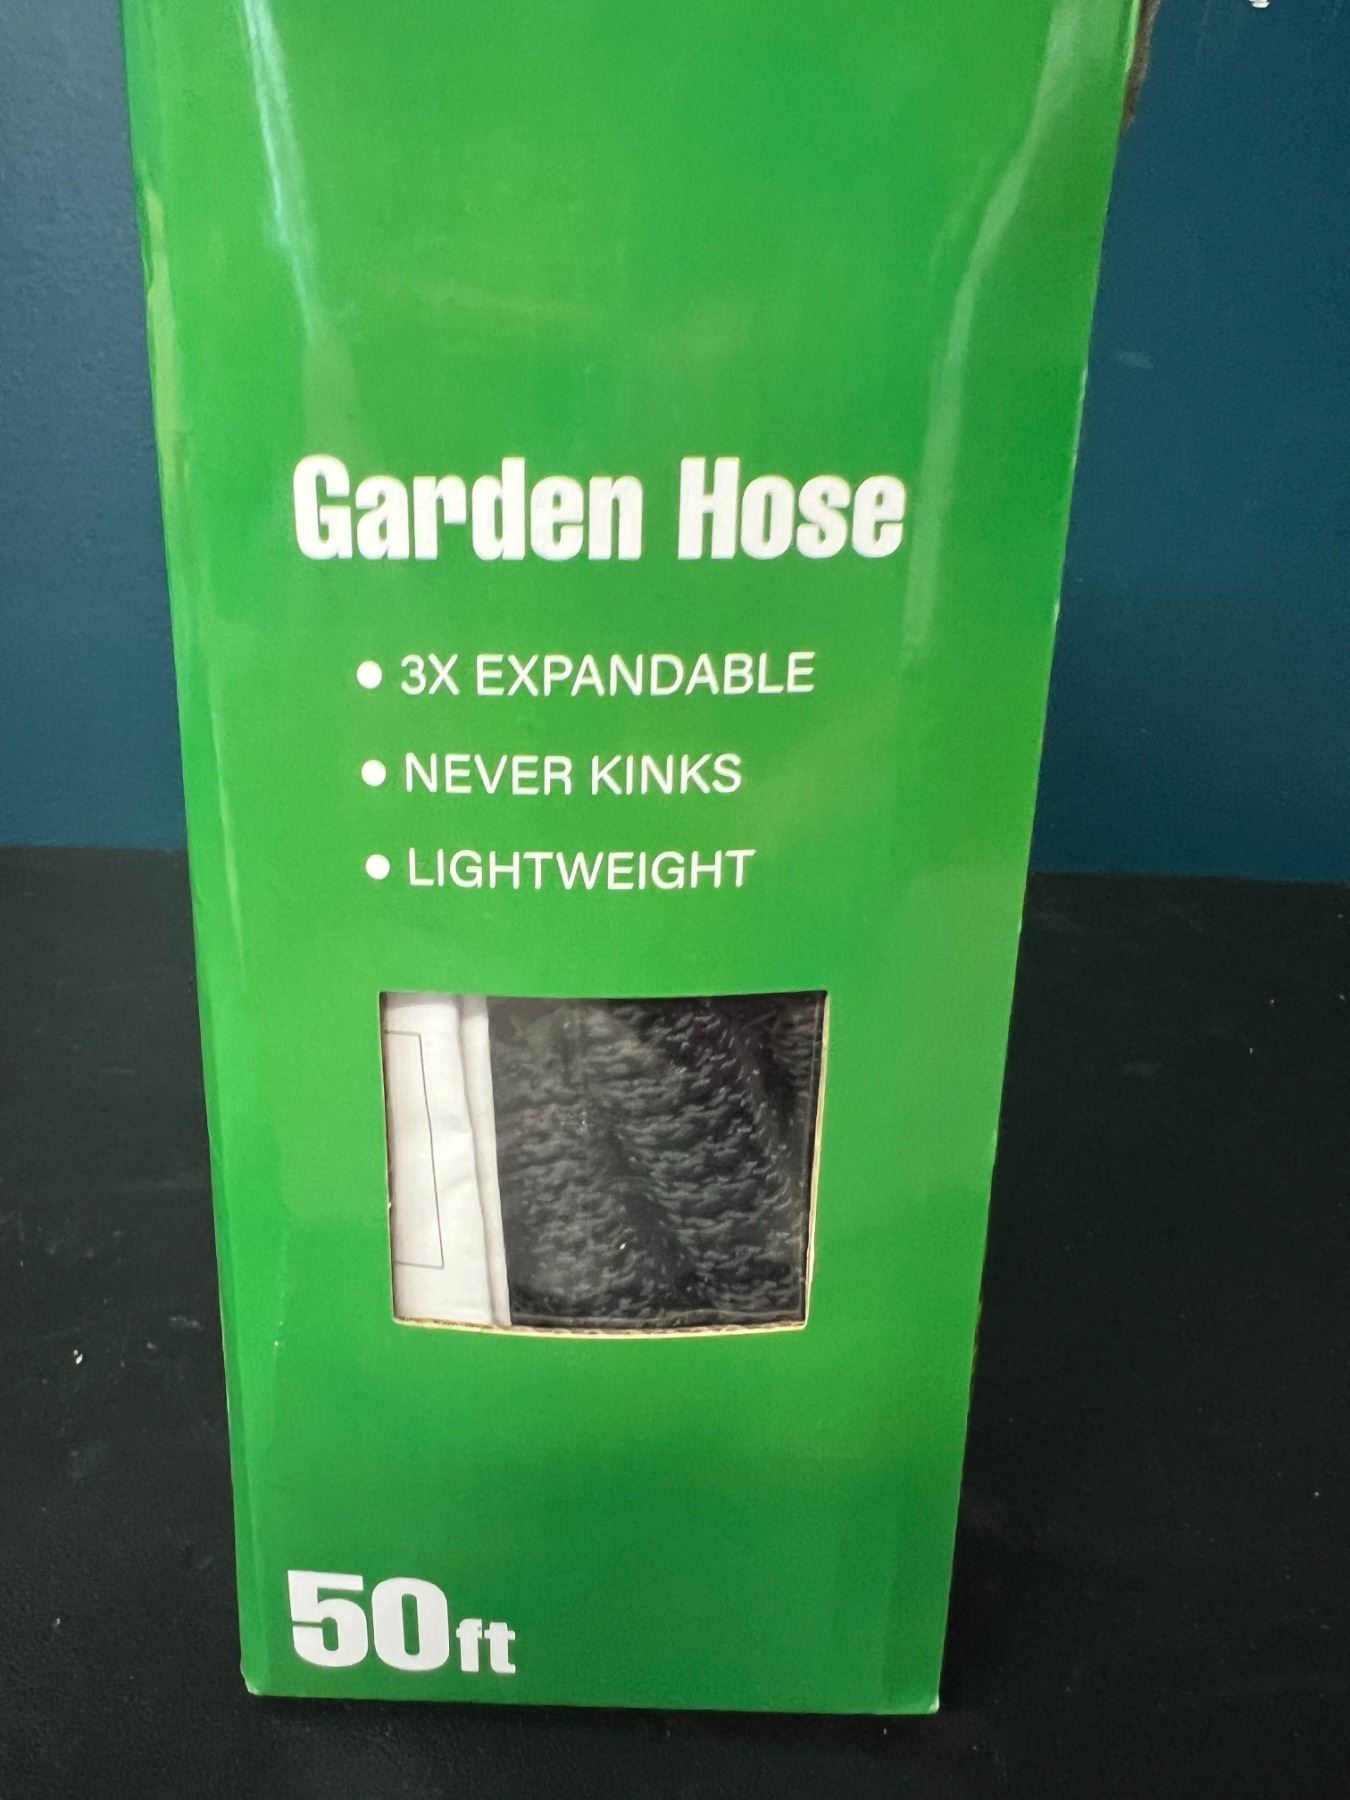 Garden Hose
• 3X EXPANDABLE
• NEVER KINKS
• LIGHTWEIGHT
50ft